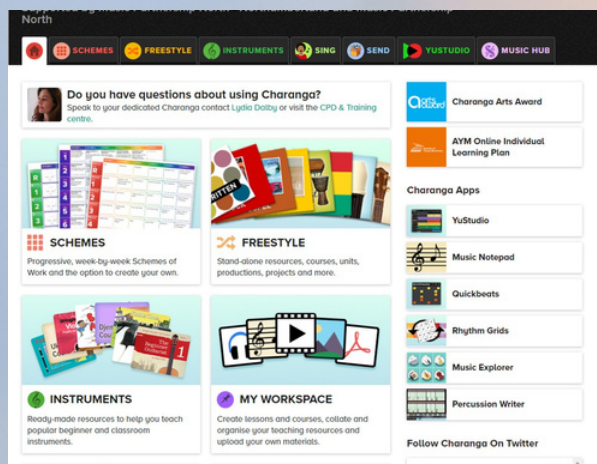 North
SCHEMES
FREESTYLE
INSTRUMENTS
SING
SEND
YUSTUDIO
MUSIC HUB
Do you have questions about using Charanga?
Speak to your dedicated Charanga contact Lydia Dalby or visit the CPD & Training
centre.
SCHEMES
Progressive, week-by-week Schemes of
Work and the option to create your own.
FREESTYLE
Stand-alone resources, courses, units,
productions, projects and more.
INSTRUMENTS
Ready-made resources to help you teach
popular beginner and classroom
instruments.
MY WORKSPACE
Create lessons and courses, collate and
organise your teaching resources and
upload your own materials.
Charanga Arts Award
AYM Online Individual
Learning Plan
Charanga Apps
YuStudio
Music Notepad
Quickbeats
Rhythm Grids
Music Explorer
Percussion Writer
Follow Charanga On Twitter